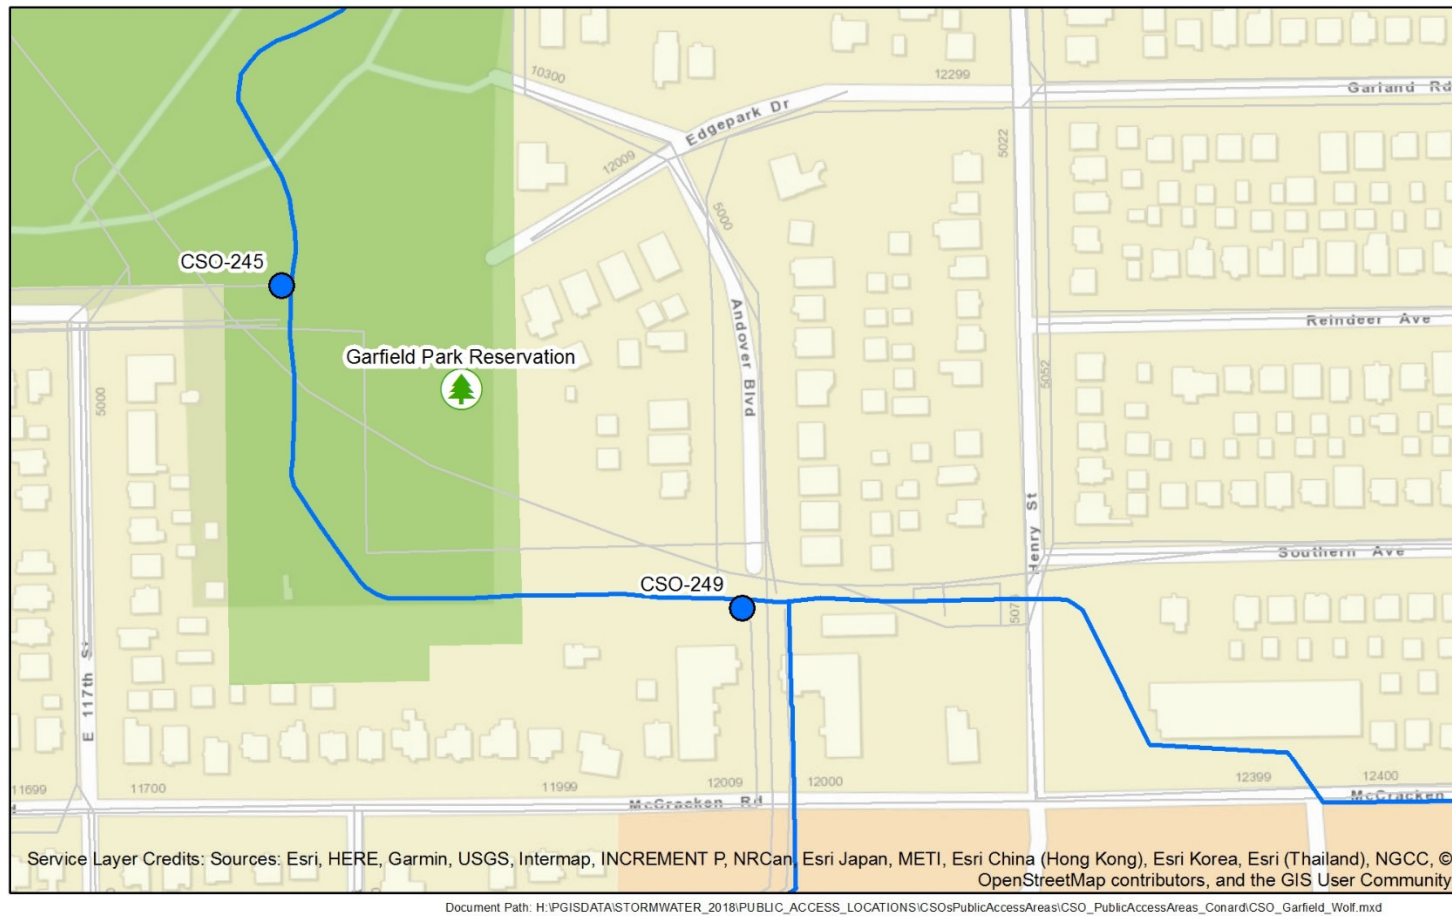 10300
12299
Garland Rd
Edgepark Dr
12009
5022
5000
CSO-245
Andover Blvd
Reindeer Ave
Garfield Park Reservation
5000
5052
Henry St
Southern Ave
CSO-249
E 117th St
11699
11700
11999
12009
12000
12399
12400
McCracken Rd
McCracken
Service Layer Credits: Sources: Esri, HERE, Garmin, USGS, Intermap, INCREMENT P, NRCan, Esri Japan, METI, Esri China (Hong Kong), Esri Korea, Esri (Thailand), NGCC, ©
OpenStreetMap contributors, and the GIS User Community
Document Path: H:\PGISDATA\STORMWATER_2018\PUBLIC_ACCESS_LOCATIONS\CSOsPublicAccessAreas\CSO_PublicAccessAreas_Conard\CSO_Garfield_Wolf.mxd